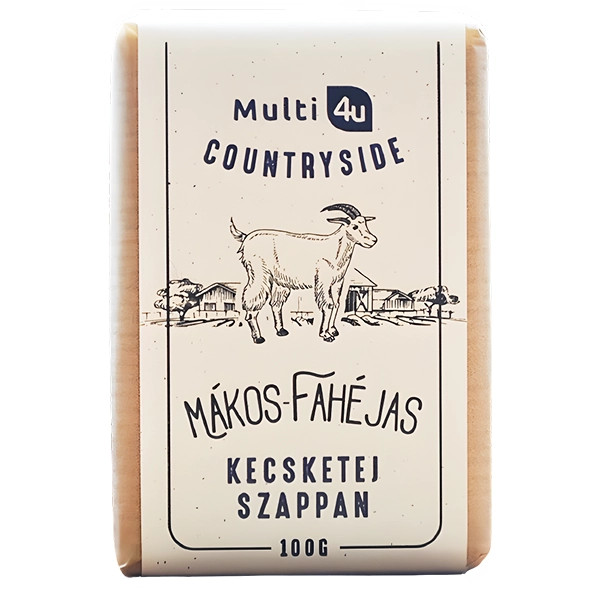 Multi 4u
COUNTRYSIDE
MÁKOS-FAHÉJAS
KECSKETEJ
SZAPPAN
100G